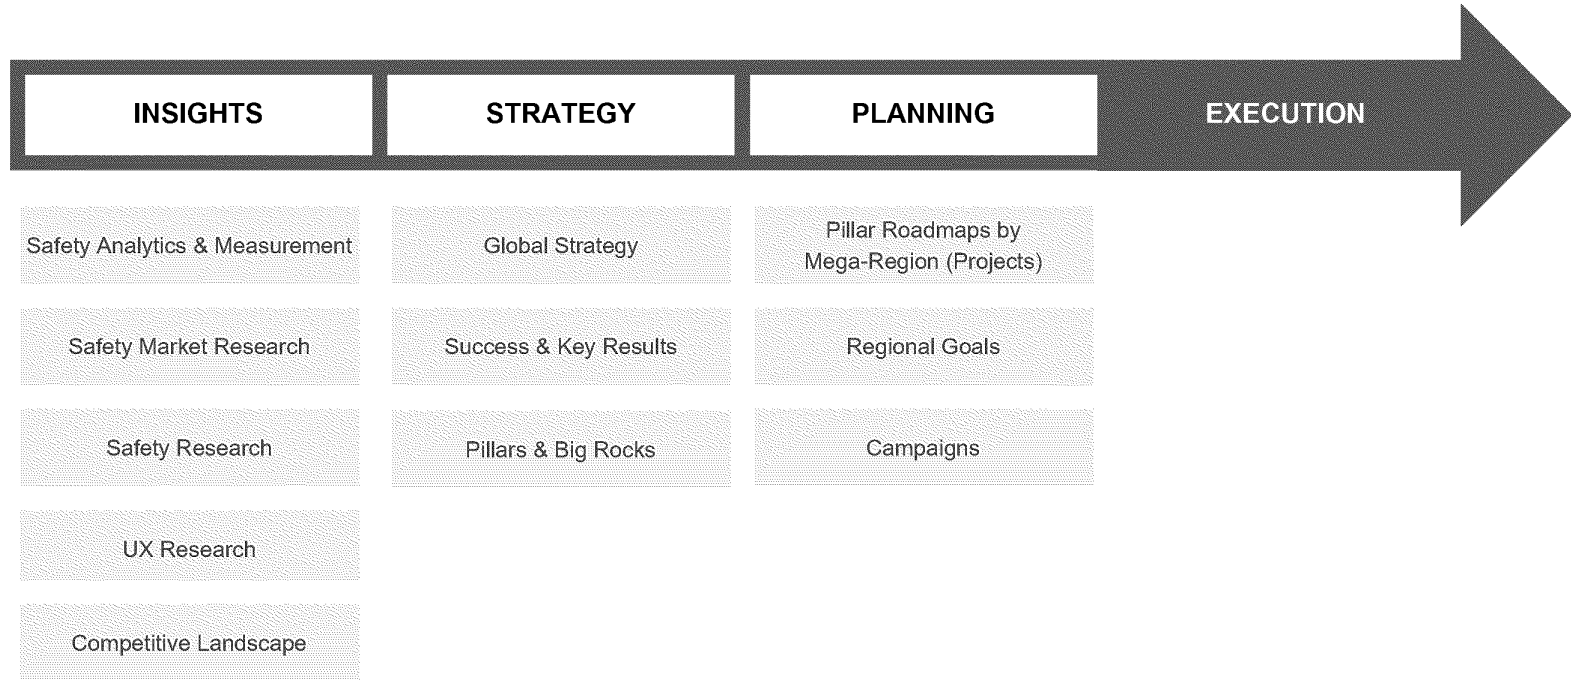 INSIGHTS
STRATEGY
PLANNING
EXECUTION
Safety Analytics & Measurement
Global Strategy
Pillar Roadmaps by
Mega-Region (Projects)
Safety Market Research
Success & Key Results
Regional Goals
Safety Research
Pillars & Big Rocks
Campaigns
UX Research
Competitive Landscape